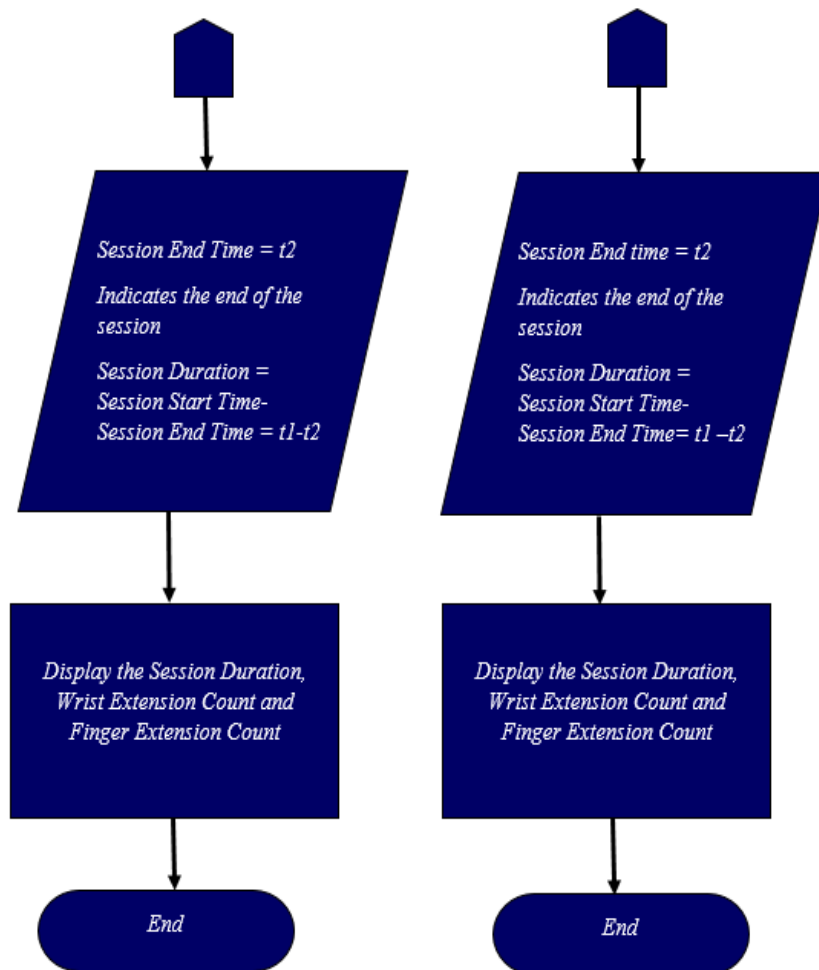 Session End Time = t2
Indicates the end of the
session
Session Duration =
Session Start Time-
Session End Time = t1-t2
Display the Session Duration,
Wrist Extension Count and
Finger Extension Count
End
Session End time = t2
Indicates the end of the
session
Session Duration =
Session Start Time-
Session End Time= t1 –t2
Display the Session Duration,
Wrist Extension Count and
Finger Extension Count
End